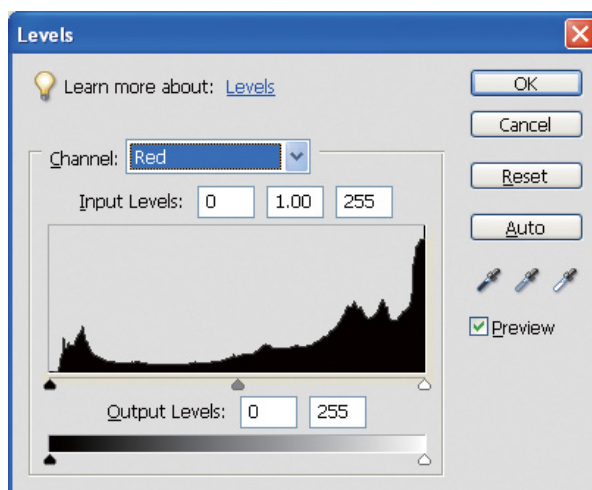 Levels
Learn more about: Levels
OK
Cancel
Channel: Red
Reset
Input Levels: 0 1.00 255
Auto
Preview
Output Levels: 0 255